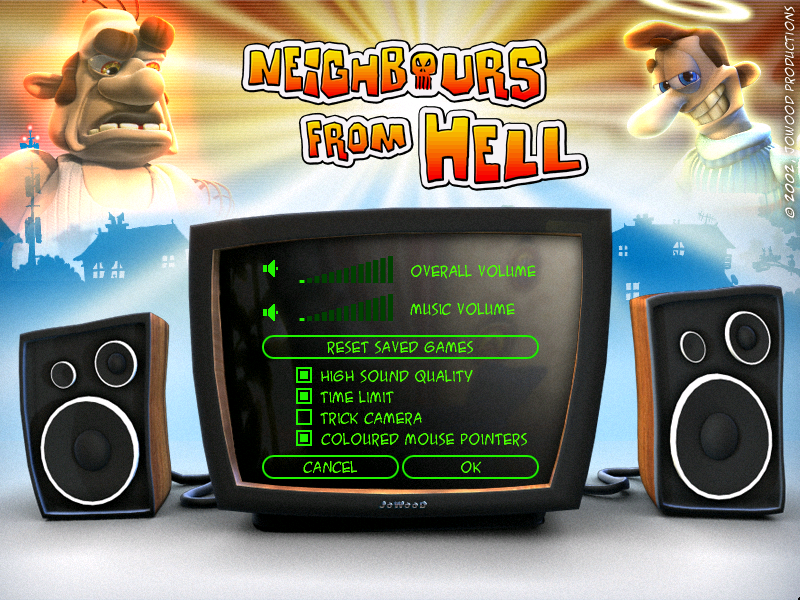 NEIGHBOURS
FROM HELL
© 2002, JOWOOD PRODUCTIONS
OVERALL VOLUME
MUSIC VOLUME
RESET SAVED GAMES
HIGH SOUND QUALITY
TIME LIMIT
TRICK CAMERA
COLOURED MOUSE POINTERS
CANCEL OK
JoWooD